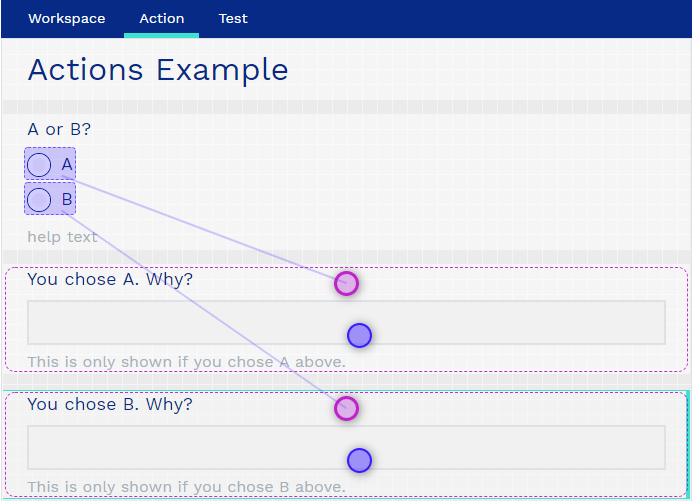 Workspace Action Test
Actions Example
A or B?
A
B
help text
You chose A. Why?
This is only shown if you chose A above.
You chose B. Why?
This is only shown if you chose B above.